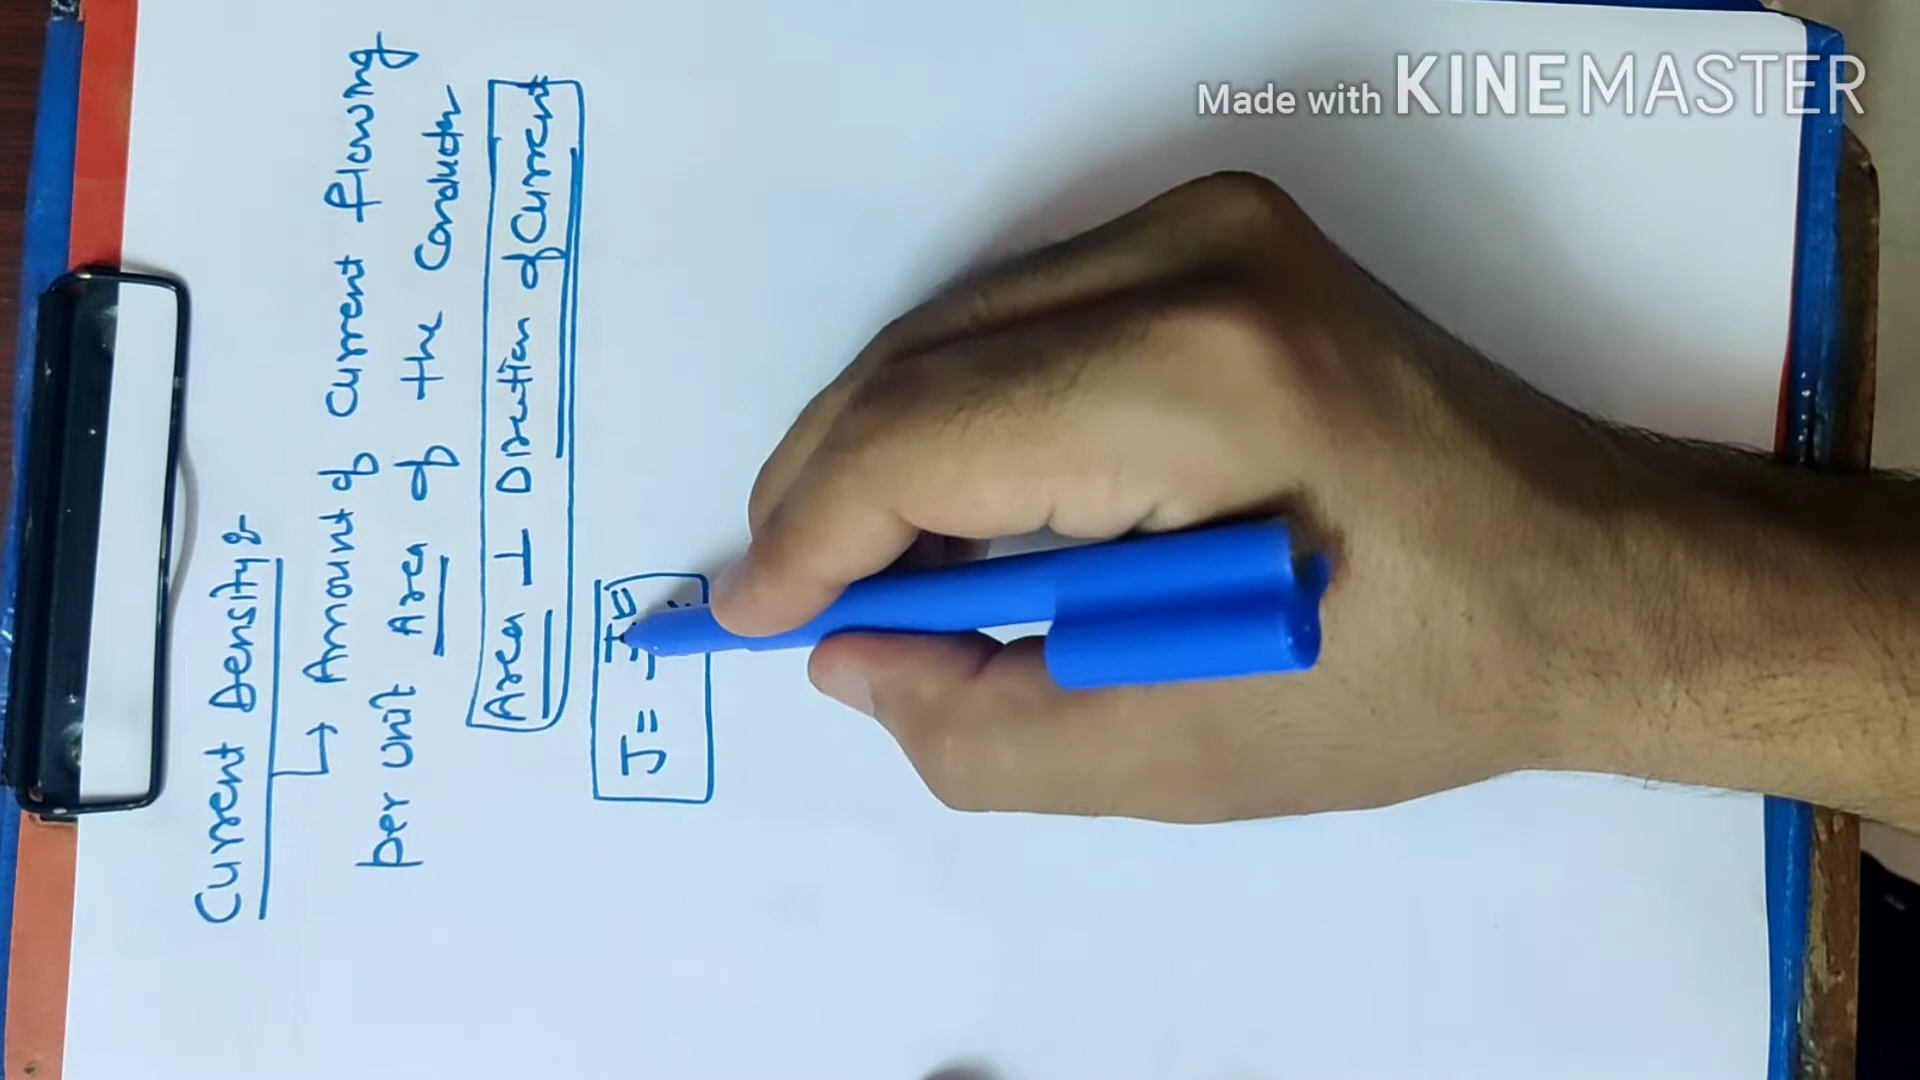 Current Density :-
↳ Amount of Current flowing
per unit Area of the Conductor
Area ⊥ Direction of Current
J =
Made with KINEMASTER